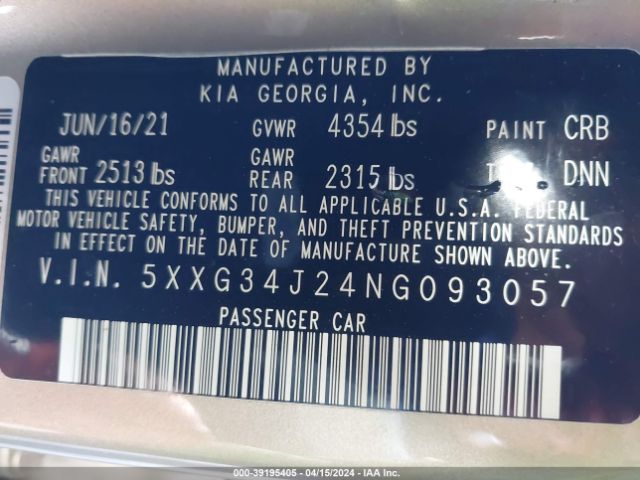 MANUFACTURED BY
KIA GEORGIA, INC.
JUN/16/21 GVWR 4354 lbs PAINT CRB
GAWR FRONT 2513 lbs GAWR REAR 2315 lbs DNN
THIS VEHICLE CONFORMS TO ALL APPLICABLE U.S.A. FEDERAL
MOTOR VEHICLE SAFETY, BUMPER, AND THEFT PREVENTION STANDARDS
IN EFFECT ON THE DATE OF MANUFACTURE SHOWN ABOVE.
V.I.N. 5XXG34J24NG093057
PASSENGER CAR
000-39195405 - 04/15/2024 - IAA Inc.